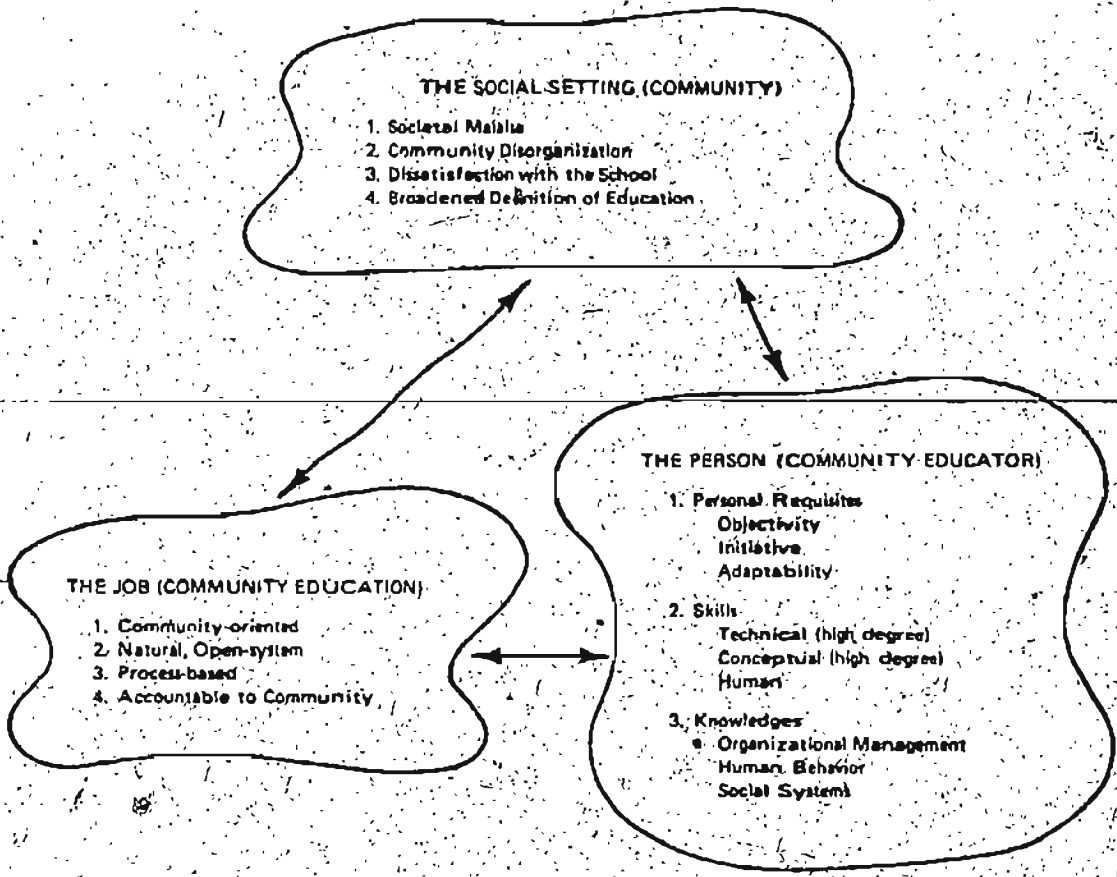 THE SOCIAL SETTING (COMMUNITY)
1. Societal
2. Community Disorganization
3. Dissatisfaction with the School
4. Broadened Definition of Education
THE PERSON (COMMUNITY EDUCATOR)
1. Personal Requisites
Objectivity
Initiative
Adaptability
2. Skills
Technical (high degree)
Conceptual (high degree)
Human
3. Knowledges
Organizational Management
Human Behavior
Social Systems
THE JOB (COMMUNITY EDUCATION)
1. Community-oriented
2. Natural, Open-system
3. Process-based
4. Accountable to Community